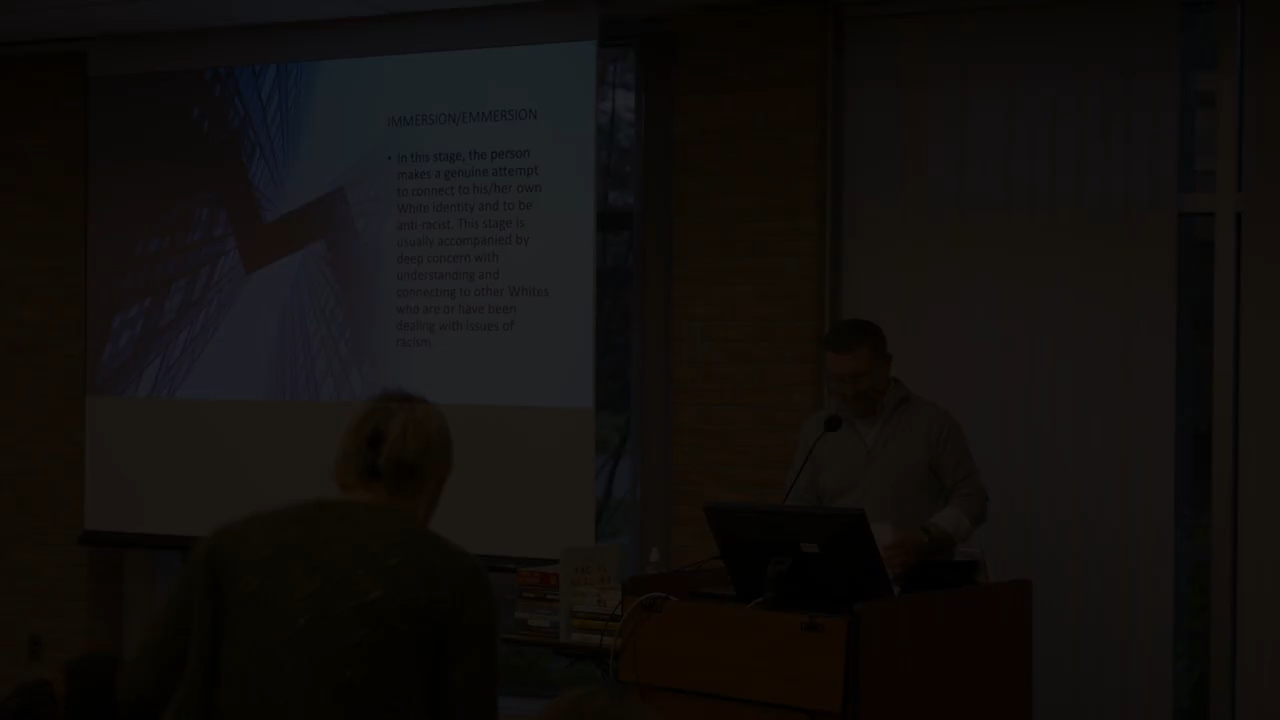 IMMERSION/EMMERSION
• In this stage, the person
makes a genuine attempt
to connect to his/her own
White identity and to be
anti-racist. This stage is
usually accompanied by
deep concern with
understanding and
connecting to other Whites
who are or have been
dealing with issues of
racism.